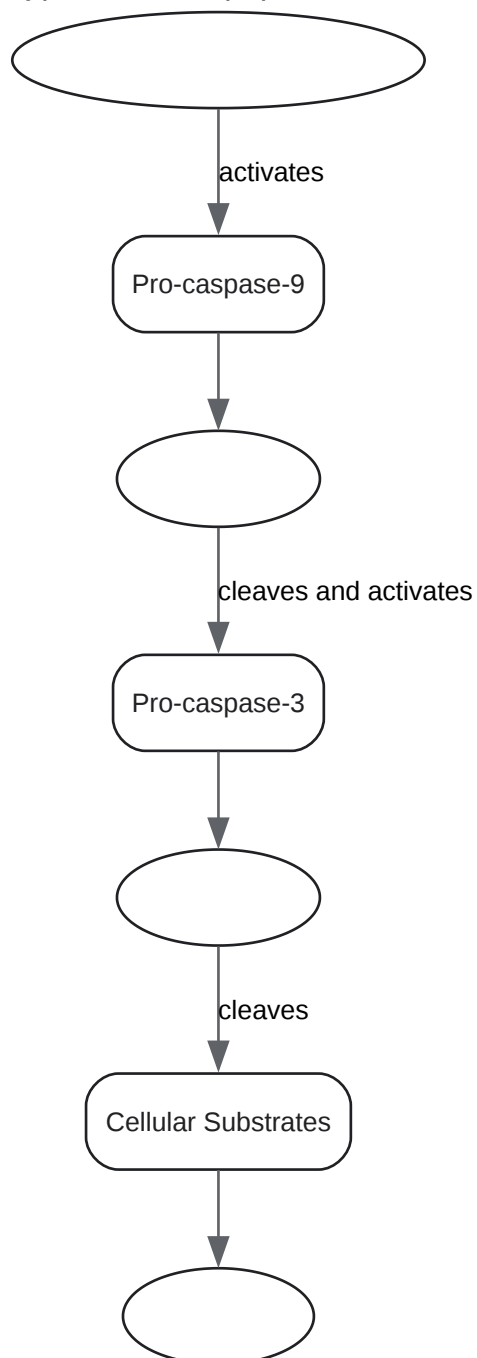 activates
Pro-caspase-9
cleaves and activates
Pro-caspase-3
cleaves
Cellular Substrates